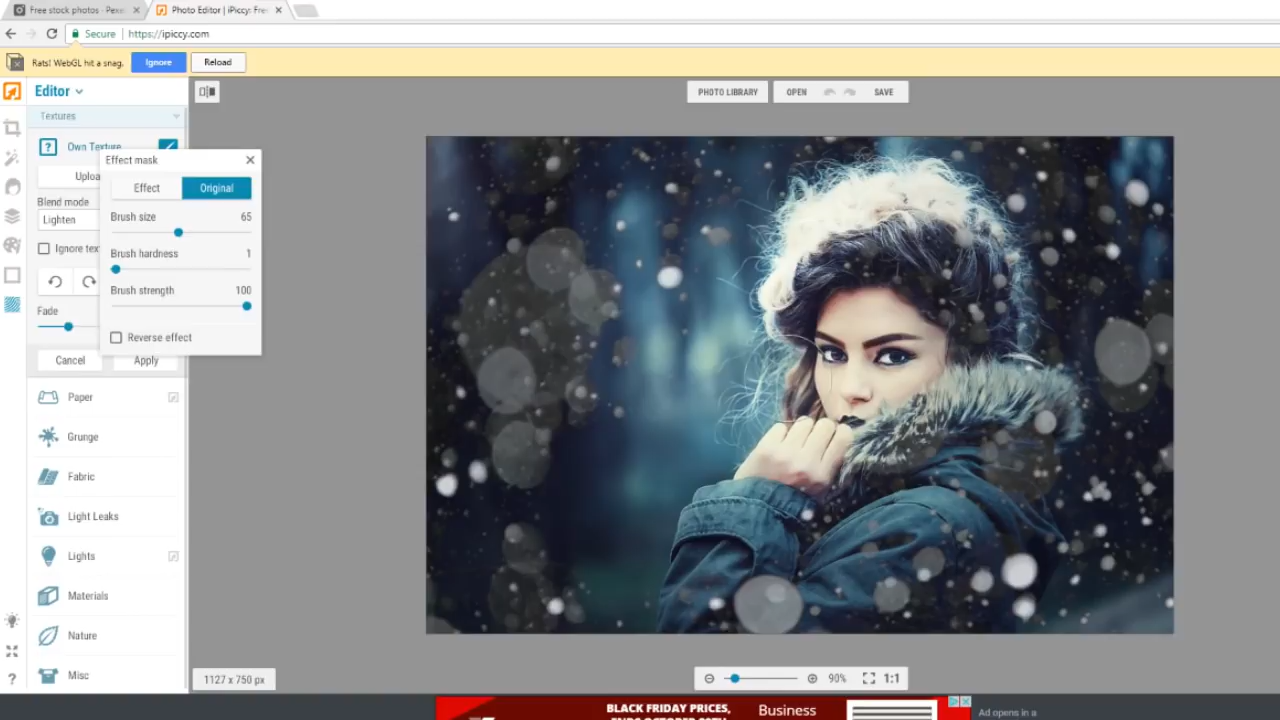 Free stock photos - Pexe
Photo Editor | iPiccy: Fre
Secure
https://ipiccy.com
Rats! WebGL hit a snag.
Ignore
Reload
Editor
PHOTO LIBRARY
OPEN
SAVE
Textures
? Own Texture
Effect mask
Uploa
Effect
Original
Blend mode
Brush size 65
Lighten
Ignore tex
Brush hardness 1
Brush strength 100
Fade
Reverse effect
Cancel
Apply
Paper
Grunge
Fabric
Light Leaks
Lights
Materials
Nature
Misc
?
1127 x 750 px
90%
1:1
BLACK FRIDAY PRICES,
Business
Ad opens in a